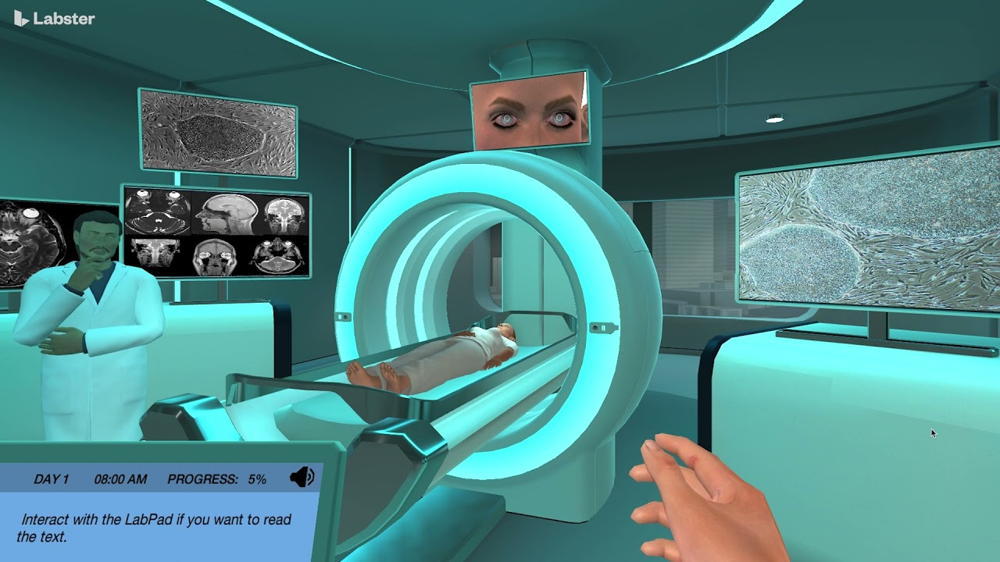 Labster
DAY 1 08:00 AM PROGRESS: 5%
Interact with the LabPad if you want to read
the text.